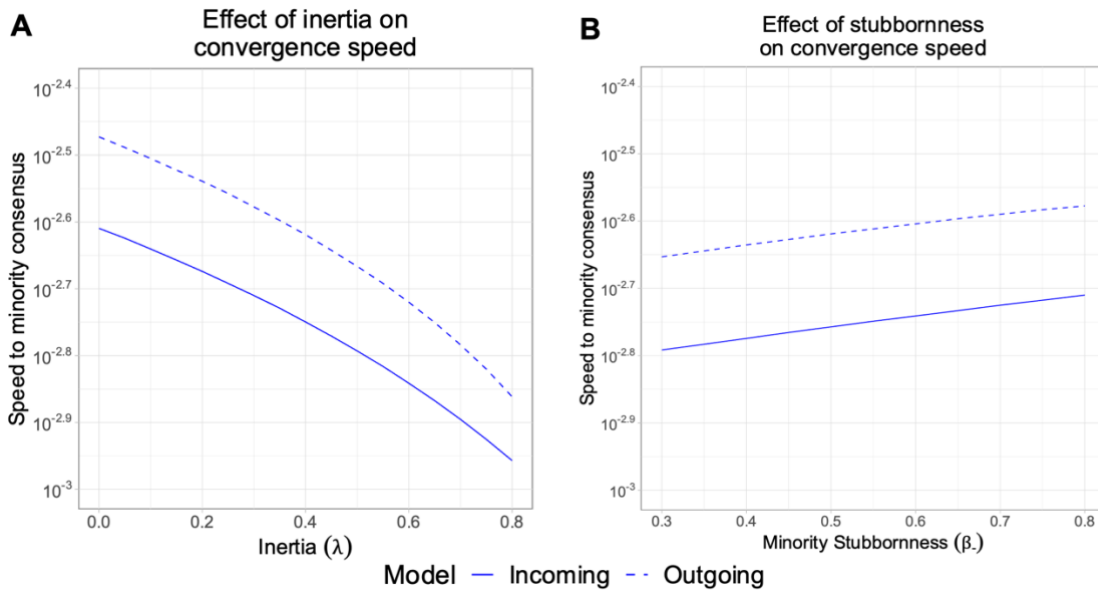 A
Effect of inertia on
convergence speed
Speed to minority consensus
10^-2.4
10^-2.5
10^-2.6
10^-2.7
10^-2.8
10^-2.9
10^-3
0.0 0.2 0.4 0.6 0.8
Inertia (λ)
B
Effect of stubbornness
on convergence speed
Speed to minority consensus
10^-2.4
10^-2.5
10^-2.6
10^-2.7
10^-2.8
10^-2.9
10^-3
0.3 0.4 0.5 0.6 0.7 0.8
Minority Stubbornness (β-)
Model Incoming Outgoing